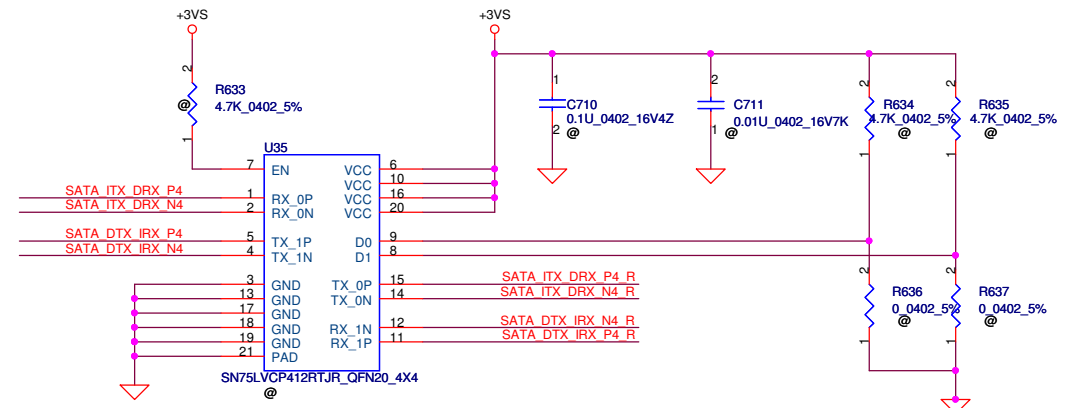 +3VS
+3VS
2
R633
4.7K_0402_5%
@
1
1
C710
0.1U_0402_16V4Z
2
@
2
C711
0.01U_0402_16V7K
1
@
2
R634
4.7K_0402_5%
@
1
2
R635
4.7K_0402_5%
@
1
U35
7 EN
VCC 6
VCC 10
VCC 16
VCC 20
SATA_ITX_DRX_P4 1 RX_0P
SATA_ITX_DRX_N4 2 RX_0N
SATA_DTX_IRX_P4 5 TX_1P
SATA_DTX_IRX_N4 4 TX_1N
D0 9
D1 8
3 GND
13 GND
17 GND
18 GND
19 GND
21 PAD
TX_0P 15 SATA_ITX_DRX_P4_R
TX_0N 14 SATA_ITX_DRX_N4_R
RX_1N 12 SATA_DTX_IRX_N4_R
RX_1P 11 SATA_DTX_IRX_P4_R
2
R636
0_0402_5%
@
1
2
R637
0_0402_5%
@
1
SN75LVCP412RTJR_QFN20_4X4
@